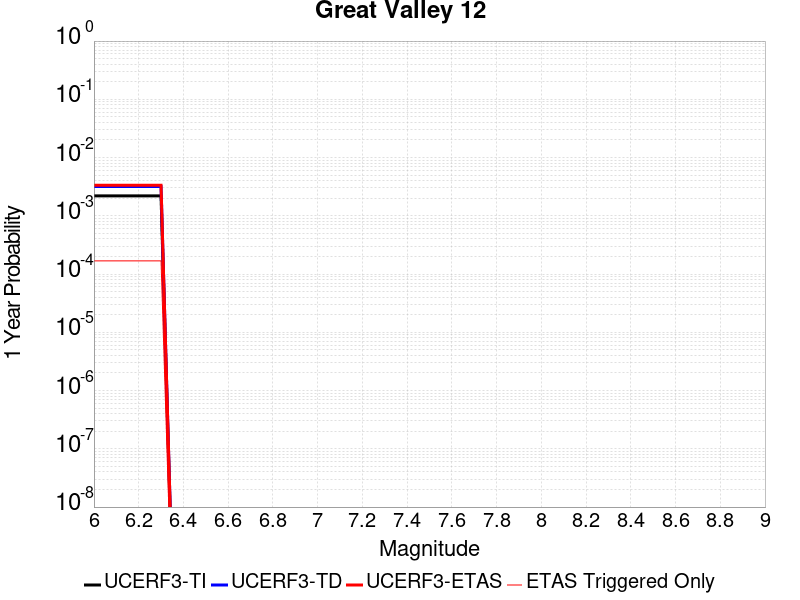 Great Valley 12
10^0
10^-1
10^-2
10^-3
10^-4
10^-5
10^-6
10^-7
10^-8
1 Year Probability
6 6.2 6.4 6.6 6.8 7 7.2 7.4 7.6 7.8 8 8.2 8.4 8.6 8.8 9
Magnitude
UCERF3-TI UCERF3-TD UCERF3-ETAS ETAS Triggered Only